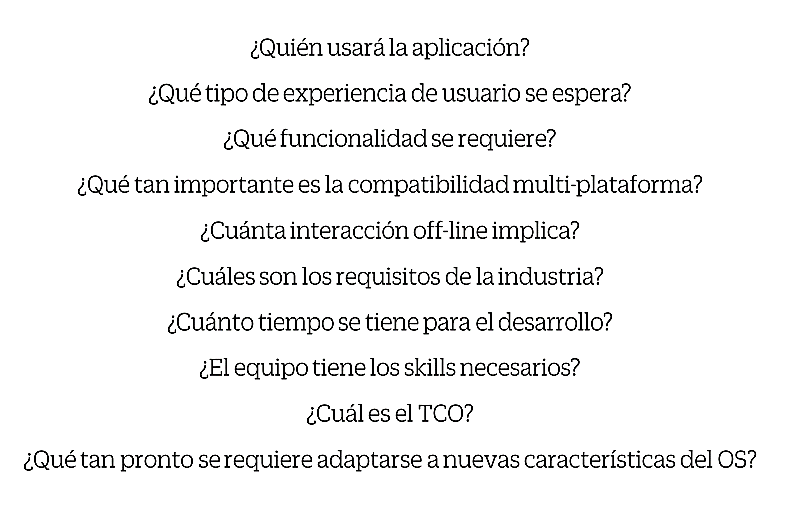 ¿Quién usará la aplicación?
¿Qué tipo de experiencia de usuario se espera?
¿Qué funcionalidad se requiere?
¿Qué tan importante es la compatibilidad multi-plataforma?
¿Cuánta interacción off-line implica?
¿Cuáles son los requisitos de la industria?
¿Cuánto tiempo se tiene para el desarrollo?
¿El equipo tiene los skills necesarios?
¿Cuál es el TCO?
¿Qué tan pronto se requiere adaptarse a nuevas características del OS?